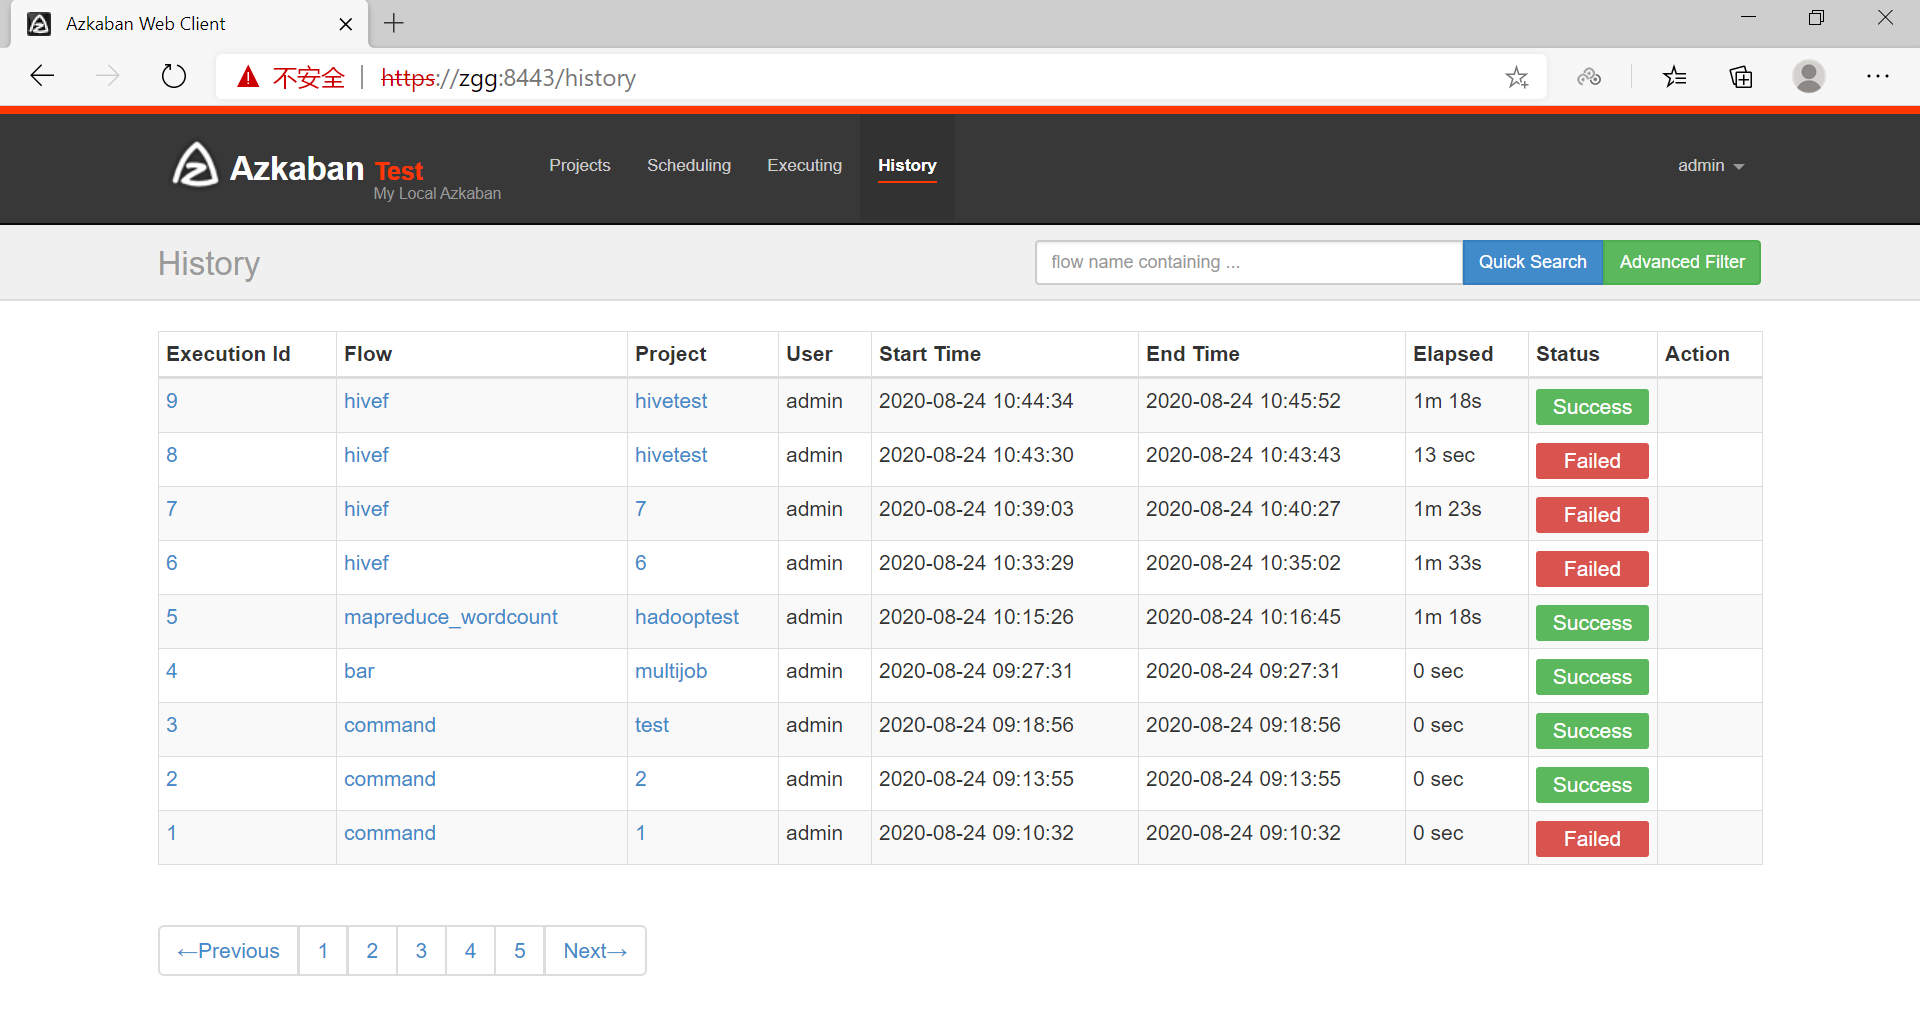 Azkaban Web Client
不安全 https://zgg:8443/history
Azkaban Test
My Local Azkaban
Projects Scheduling Executing History admin
History
flow name containing ... Quick Search Advanced Filter
Execution Id Flow Project User Start Time End Time Elapsed Status Action
9 hivef hivetest admin 2020-08-24 10:44:34 2020-08-24 10:45:52 1m 18s Success
8 hivef hivetest admin 2020-08-24 10:43:30 2020-08-24 10:43:43 13 sec Failed
7 hivef 7 admin 2020-08-24 10:39:03 2020-08-24 10:40:27 1m 23s Failed
6 hivef 6 admin 2020-08-24 10:33:29 2020-08-24 10:35:02 1m 33s Failed
5 mapreduce_wordcount hadooptest admin 2020-08-24 10:15:26 2020-08-24 10:16:45 1m 18s Success
4 bar multijob admin 2020-08-24 09:27:31 2020-08-24 09:27:31 0 sec Success
3 command test admin 2020-08-24 09:18:56 2020-08-24 09:18:56 0 sec Success
2 command 2 admin 2020-08-24 09:13:55 2020-08-24 09:13:55 0 sec Success
1 command 1 admin 2020-08-24 09:10:32 2020-08-24 09:10:32 0 sec Failed
←Previous 1 2 3 4 5 Next→